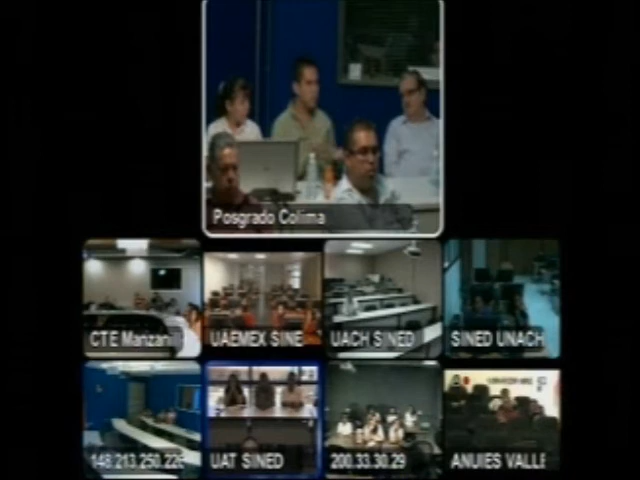 Posgrado Colima
CTE Manzani
UAEMEX SINE
UACH SINED
SINED UNACH
148.213.250.226
UAT SINED
200.33.30.29
ANUIES VALLE